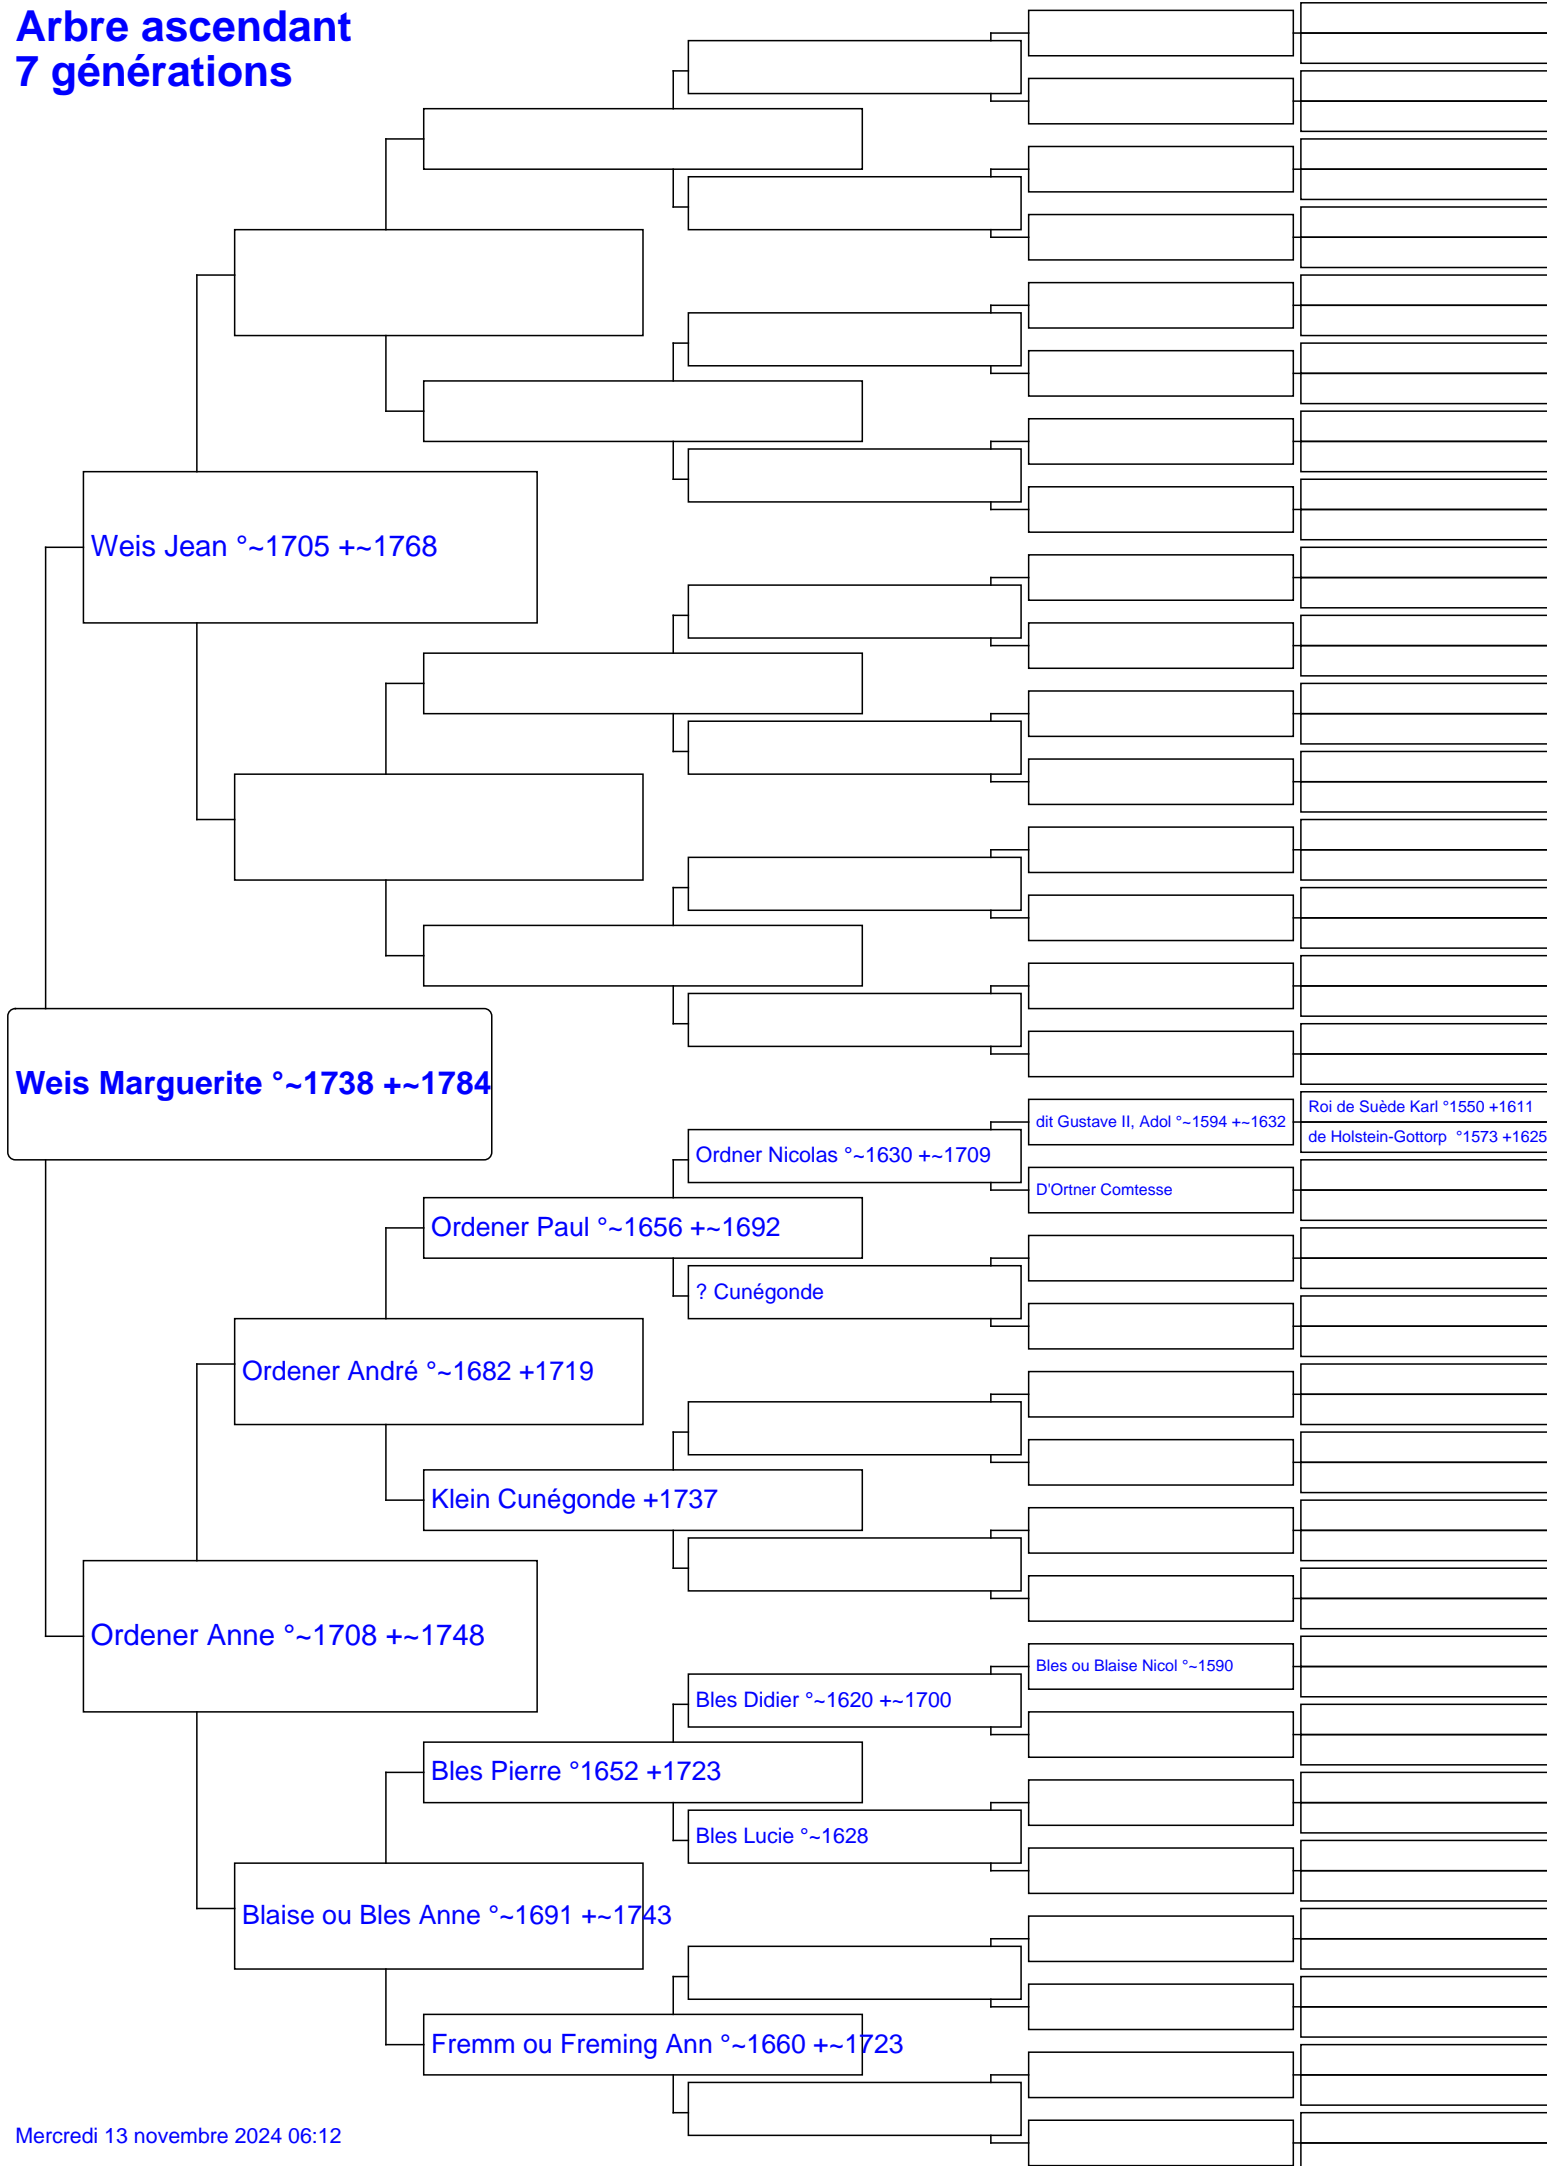 Arbre ascendant
7 générations
Weis Jean °~1705 +~1768
Weis Marguerite °~1738 +~1784
dit Gustave II, Adol °~1594 +~1632
Roi de Suède Karl °1550 +1611
de Holstein-Gottorp  °1573 +1625
Ordner Nicolas °~1630 +~1709
D'Ortner Comtesse
Ordener Paul °~1656 +~1692
? Cunégonde
Ordener André °~1682 +1719
Klein Cunégonde +1737
Ordener Anne °~1708 +~1748
Bles ou Blaise Nicol °~1590
Bles Didier °~1620 +~1700
Bles Pierre °1652 +1723
Bles Lucie °~1628
Blaise ou Bles Anne °~1691 +~1743
Fremm ou Freming Ann °~1660 +~1723
Mercredi 13 novembre 2024 06:12